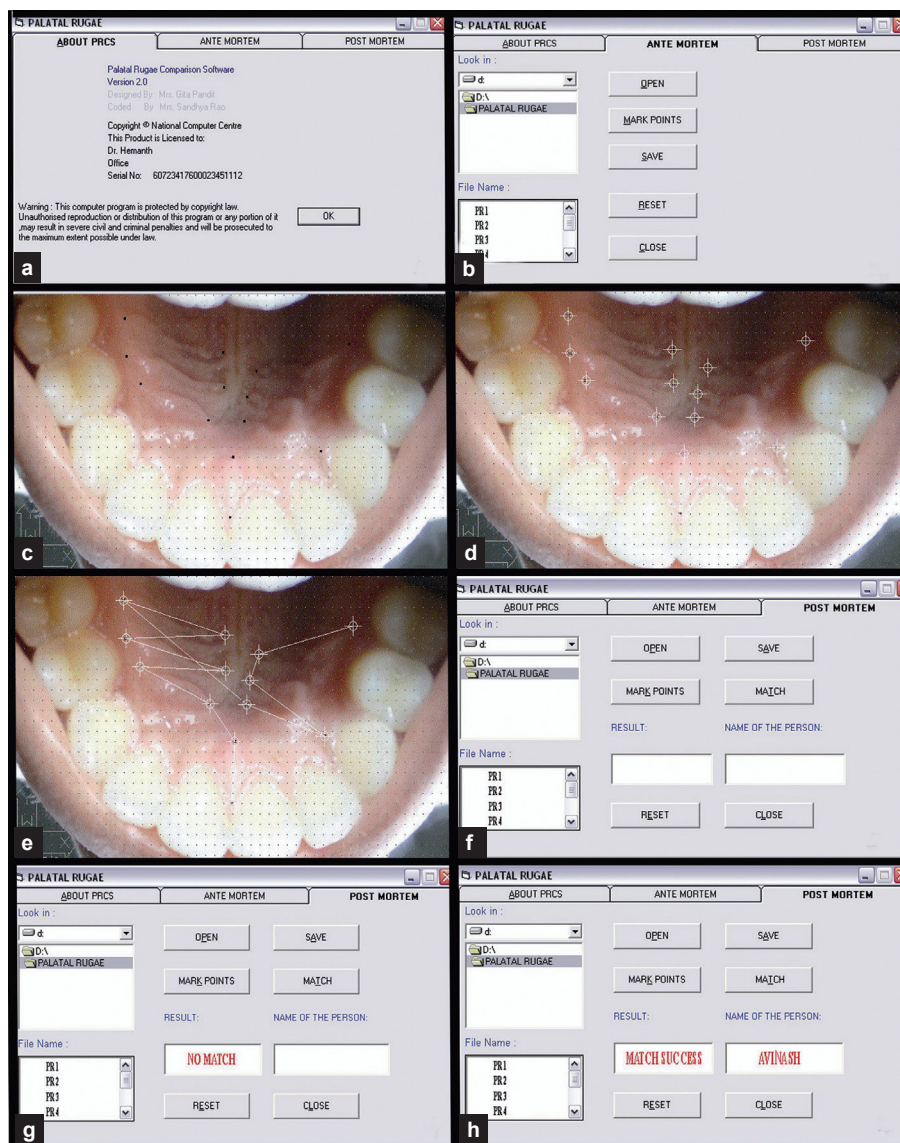 PALATAL RUGAE
ABOUT PRCS
ANTE MORTEM
POST MORTEM
Palatal Rugae Comparison Software
Version 2.0
Designed By Mrs. Gita Pandit
Coded By Mrs. Sandhya Rao
Copyright © National Computer Centre
This Product is Licensed to:
Dr. Hemanth
Office
Serial No: 60723417600023451112
Warning : This computer program is protected by copyright law.
Unauthorised reproduction or distribution of this program or any portion of it
,may result in severe civil and criminal penalties and will be prosecuted to
the maximum extent possible under law.
OK
a
PALATAL RUGAE
ABOUT PRCS
ANTE MORTEM
POST MORTEM
Look in :
d:
D:\
PALATAL RUGAE
OPEN
MARK POINTS
SAVE
File Name :
PR1
PR2
PR3
PR4
RESET
CLOSE
b
c
d
e
PALATAL RUGAE
ABOUT PRCS
ANTE MORTEM
POST MORTEM
Look in :
d:
D:\
PALATAL RUGAE
OPEN
SAVE
MARK POINTS
MATCH
RESULT:
NAME OF THE PERSON:
File Name :
PR1
PR2
PR3
PR4
RESET
CLOSE
f
PALATAL RUGAE
ABOUT PRCS
ANTE MORTEM
POST MORTEM
Look in :
d:
D:\
PALATAL RUGAE
OPEN
SAVE
MARK POINTS
MATCH
RESULT:
NAME OF THE PERSON:
NO MATCH
File Name :
PR1
PR2
PR3
PR4
RESET
CLOSE
g
PALATAL RUGAE
ABOUT PRCS
ANTE MORTEM
POST MORTEM
Look in :
d:
D:\
PALATAL RUGAE
OPEN
SAVE
MARK POINTS
MATCH
RESULT:
NAME OF THE PERSON:
MATCH SUCCESS
AVINASH
File Name :
PR1
PR2
PR3
PR4
RESET
CLOSE
h